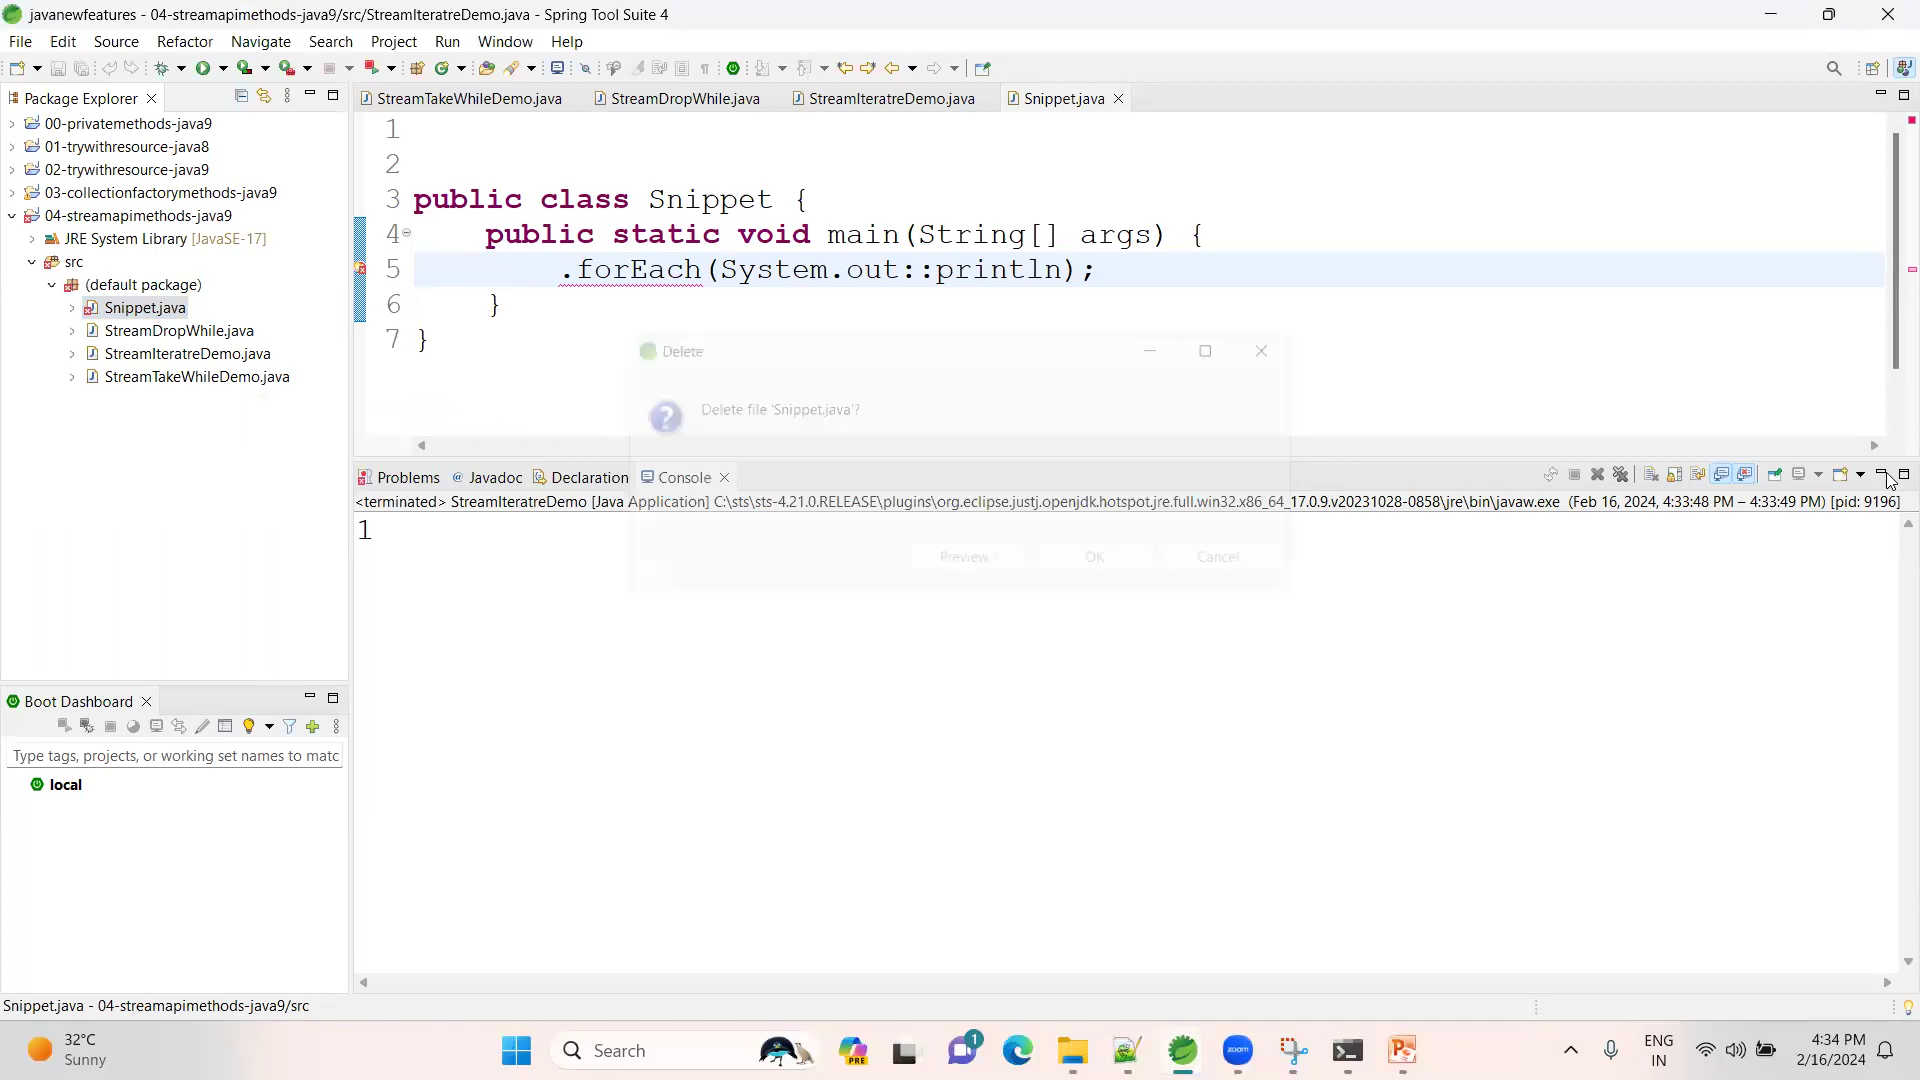 javanewfeatures - 04-streamapimethods-java9/src/StreamIteratreDemo.java - Spring Tool Suite 4
File Edit Source Refactor Navigate Search Project Run Window Help
Package Explorer
StreamTakeWhileDemo.java StreamDropWhile.java StreamIteratreDemo.java Snippet.java
00-privatemethods-java9
01-trywithresource-java8
02-trywithresource-java9
03-collectionfactorymethods-java9
04-streamapimethods-java9
JRE System Library [JavaSE-17]
src
(default package)
Snippet.java
StreamDropWhile.java
StreamIteratreDemo.java
StreamTakeWhileDemo.java
1
2
3 public class Snippet {
4 public static void main(String[] args) {
5 .forEach(System.out::println);
6 }
7 }
Delete
Delete file 'Snippet.java'?
Preview OK Cancel
Problems @ Javadoc Declaration Console
<terminated> StreamIteratreDemo [Java Application] C:\sts\sts-4.21.0.RELEASE\plugins\org.eclipse.justj.openjdk.hotspot.jre.full.win32.x86_64_17.0.9.v20231028-0858\jre\bin\javaw.exe (Feb 16, 2024, 4:33:48 PM – 4:33:49 PM) [pid: 9196]
1
Boot Dashboard
Type tags, projects, or working set names to matc
local
Snippet.java - 04-streamapimethods-java9/src
32°C
Sunny
Search
PRE
1
zoom
ENG
IN
4:34 PM
2/16/2024